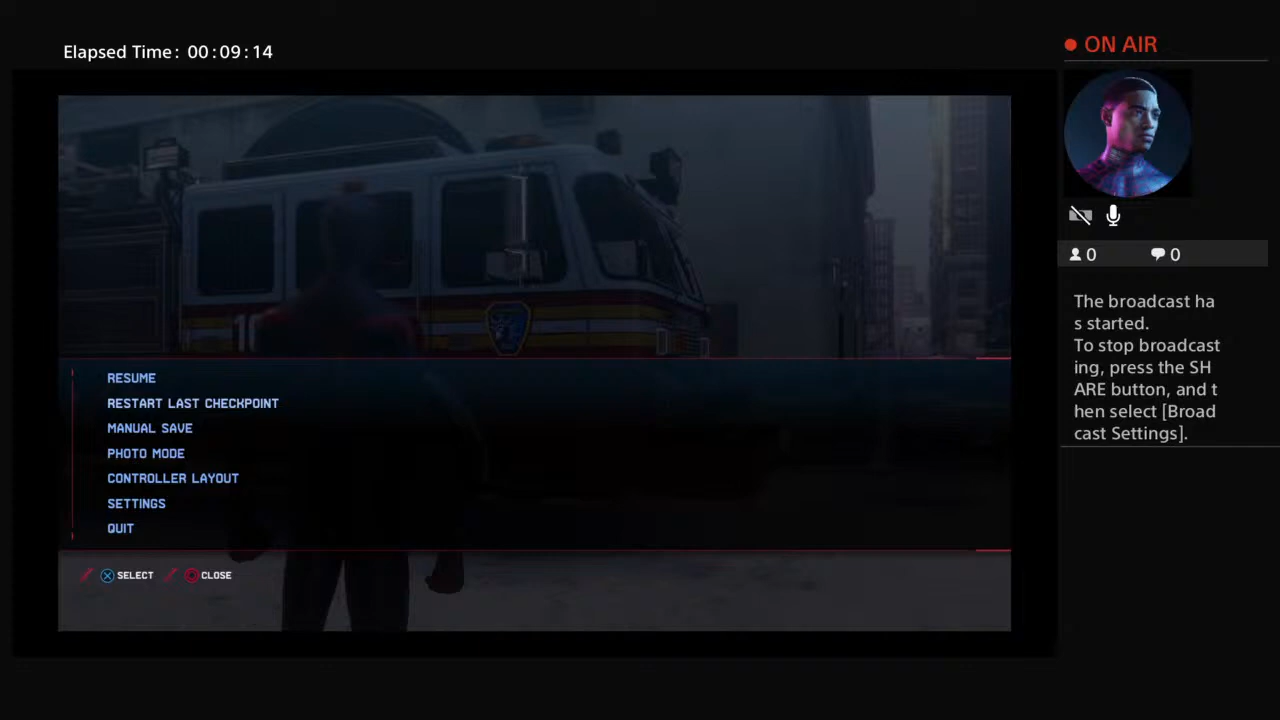 Elapsed Time: 00:09:14
ON AIR
0 0
The broadcast ha
s started.
To stop broadcast
ing, press the SH
ARE button, and t
hen select [Broad
cast Settings].
RESUME
RESTART LAST CHECKPOINT
MANUAL SAVE
PHOTO MODE
CONTROLLER LAYOUT
SETTINGS
QUIT
SELECT CLOSE